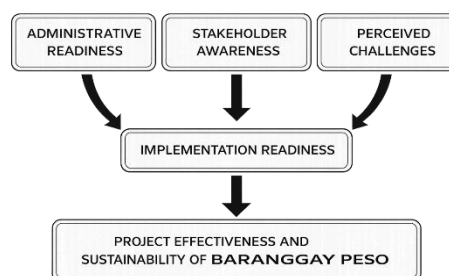 ADMINISTRATIVE
READINESS
STAKEHOLDER
AWARENESS
PERCEIVED
CHALLENGES
IMPLEMENTATION READINESS
PROJECT EFFECTIVENESS AND
SUSTAINABILITY OF BARANGGAY PESO